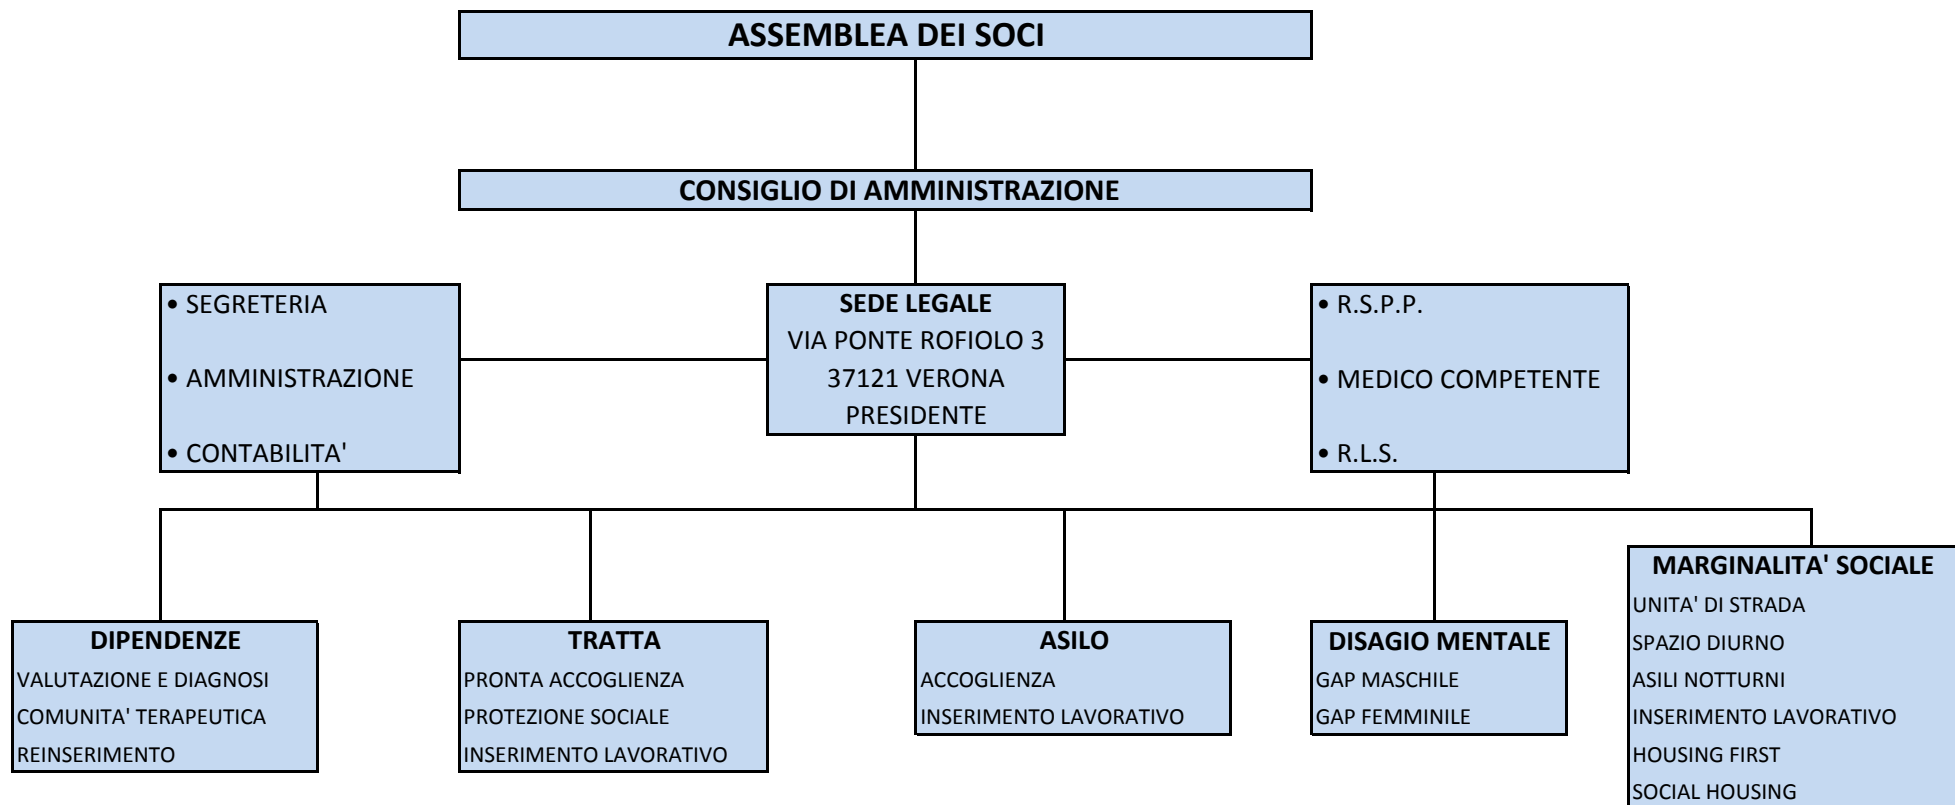 ASSEMBLEA DEI SOCI
CONSIGLIO DI AMMINISTRAZIONE
• SEGRETERIA
• AMMINISTRAZIONE
• CONTABILITA'
SEDE LEGALE
VIA PONTE ROFIOLO 3
37121 VERONA
PRESIDENTE
• R.S.P.P.
• MEDICO COMPETENTE
• R.L.S.
DIPENDENZE
VALUTAZIONE E DIAGNOSI
COMUNITA' TERAPEUTICA
REINSERIMENTO
TRATTA
PRONTA ACCOGLIENZA
PROTEZIONE SOCIALE
INSERIMENTO LAVORATIVO
ASILO
ACCOGLIENZA
INSERIMENTO LAVORATIVO
DISAGIO MENTALE
GAP MASCHILE
GAP FEMMINILE
MARGINALITA' SOCIALE
UNITA' DI STRADA
SPAZIO DIURNO
ASILI NOTTURNI
INSERIMENTO LAVORATIVO
HOUSING FIRST
SOCIAL HOUSING